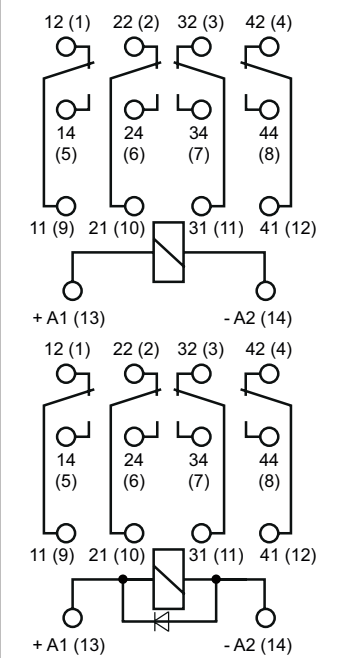 12 (1) 22 (2) 32 (3) 42 (4)
14 24 34 44
(5) (6) (7) (8)
11 (9) 21 (10) 31 (11) 41 (12)
+ A1 (13) - A2 (14)
12 (1) 22 (2) 32 (3) 42 (4)
14 24 34 44
(5) (6) (7) (8)
11 (9) 21 (10) 31 (11) 41 (12)
+ A1 (13) - A2 (14)